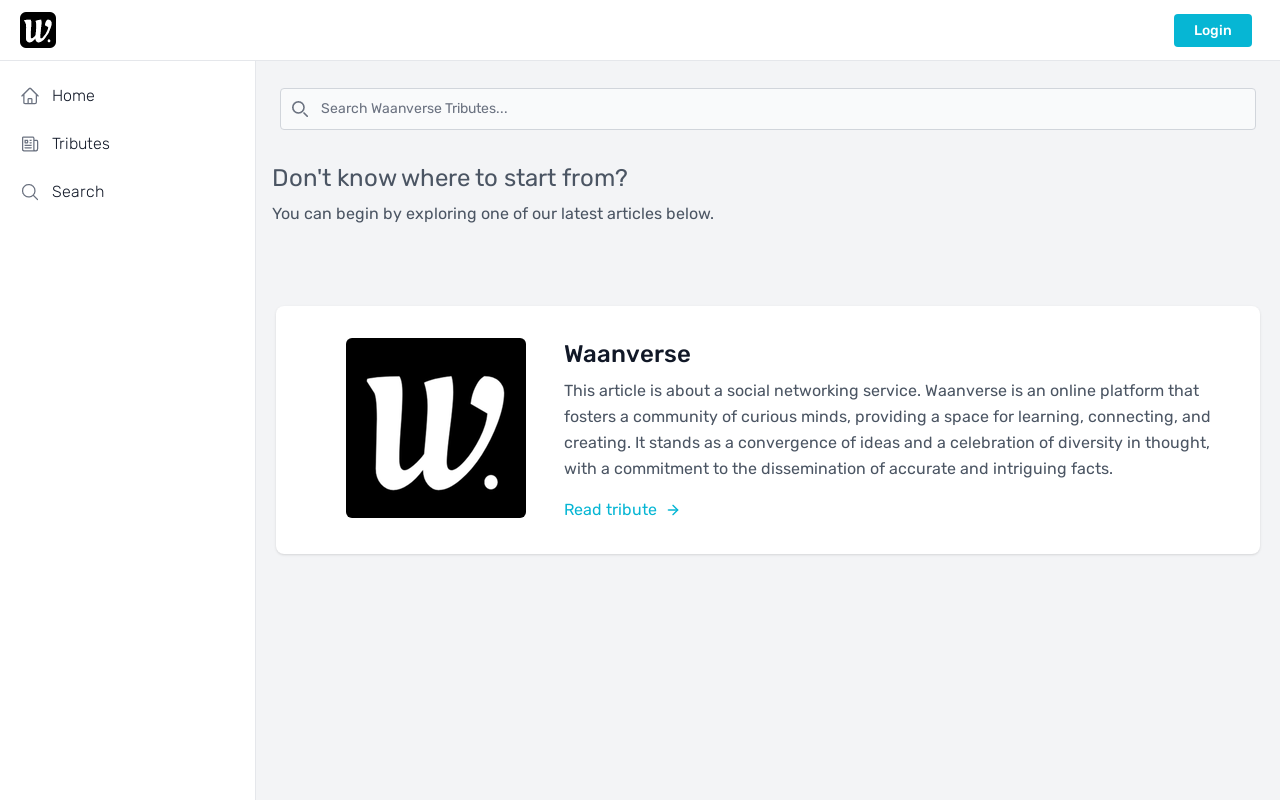 W.
Login
Home
Tributes
Search
Search Waanverse Tributes...
Don't know where to start from?
You can begin by exploring one of our latest articles below.
W.
Waanverse
This article is about a social networking service. Waanverse is an online platform that
fosters a community of curious minds, providing a space for learning, connecting, and
creating. It stands as a convergence of ideas and a celebration of diversity in thought,
with a commitment to the dissemination of accurate and intriguing facts.
Read tribute